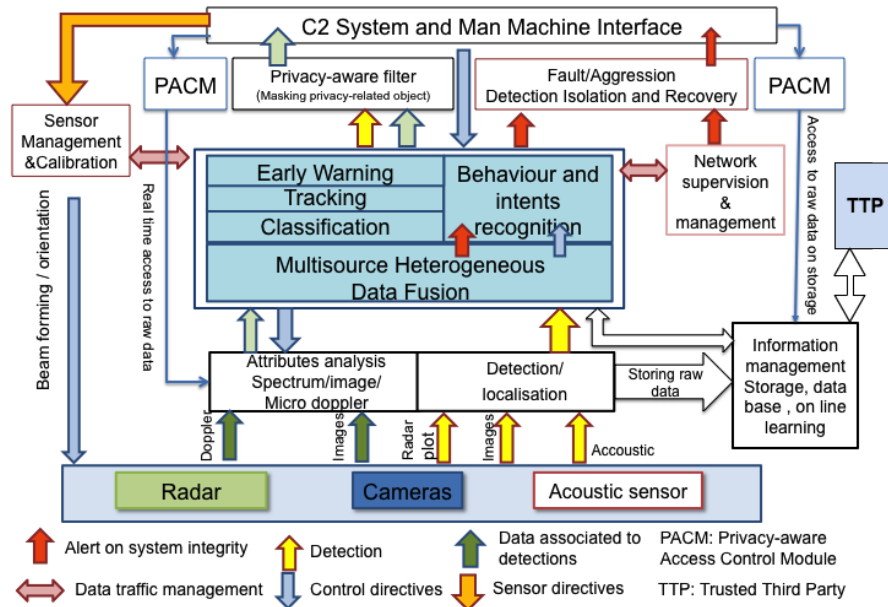 C2 System and Man Machine Interface
PACM
Privacy-aware filter
(Masking privacy-related object)
Fault/Aggression
Detection Isolation and Recovery
PACM
Sensor
Management
&Calibration
Early Warning
Tracking
Classification
Behaviour and
intents
recognition
Network
supervision
&
management
TTP
Multisource Heterogeneous
Data Fusion
Beam forming / orientation
Real time access to raw data
Access to raw data on storage
Attributes analysis
Spectrum/image/
Micro doppler
Detection/
localisation
Storing raw
data
Information
management
Storage, data
base , on line
learning
Doppler
Images
Radar
plot
Images
Accoustic
Radar
Cameras
Acoustic sensor
Alert on system integrity
Detection
Data associated to
detections
PACM: Privacy-aware
Access Control Module
Data traffic management
Control directives
Sensor directives
TTP: Trusted Third Party